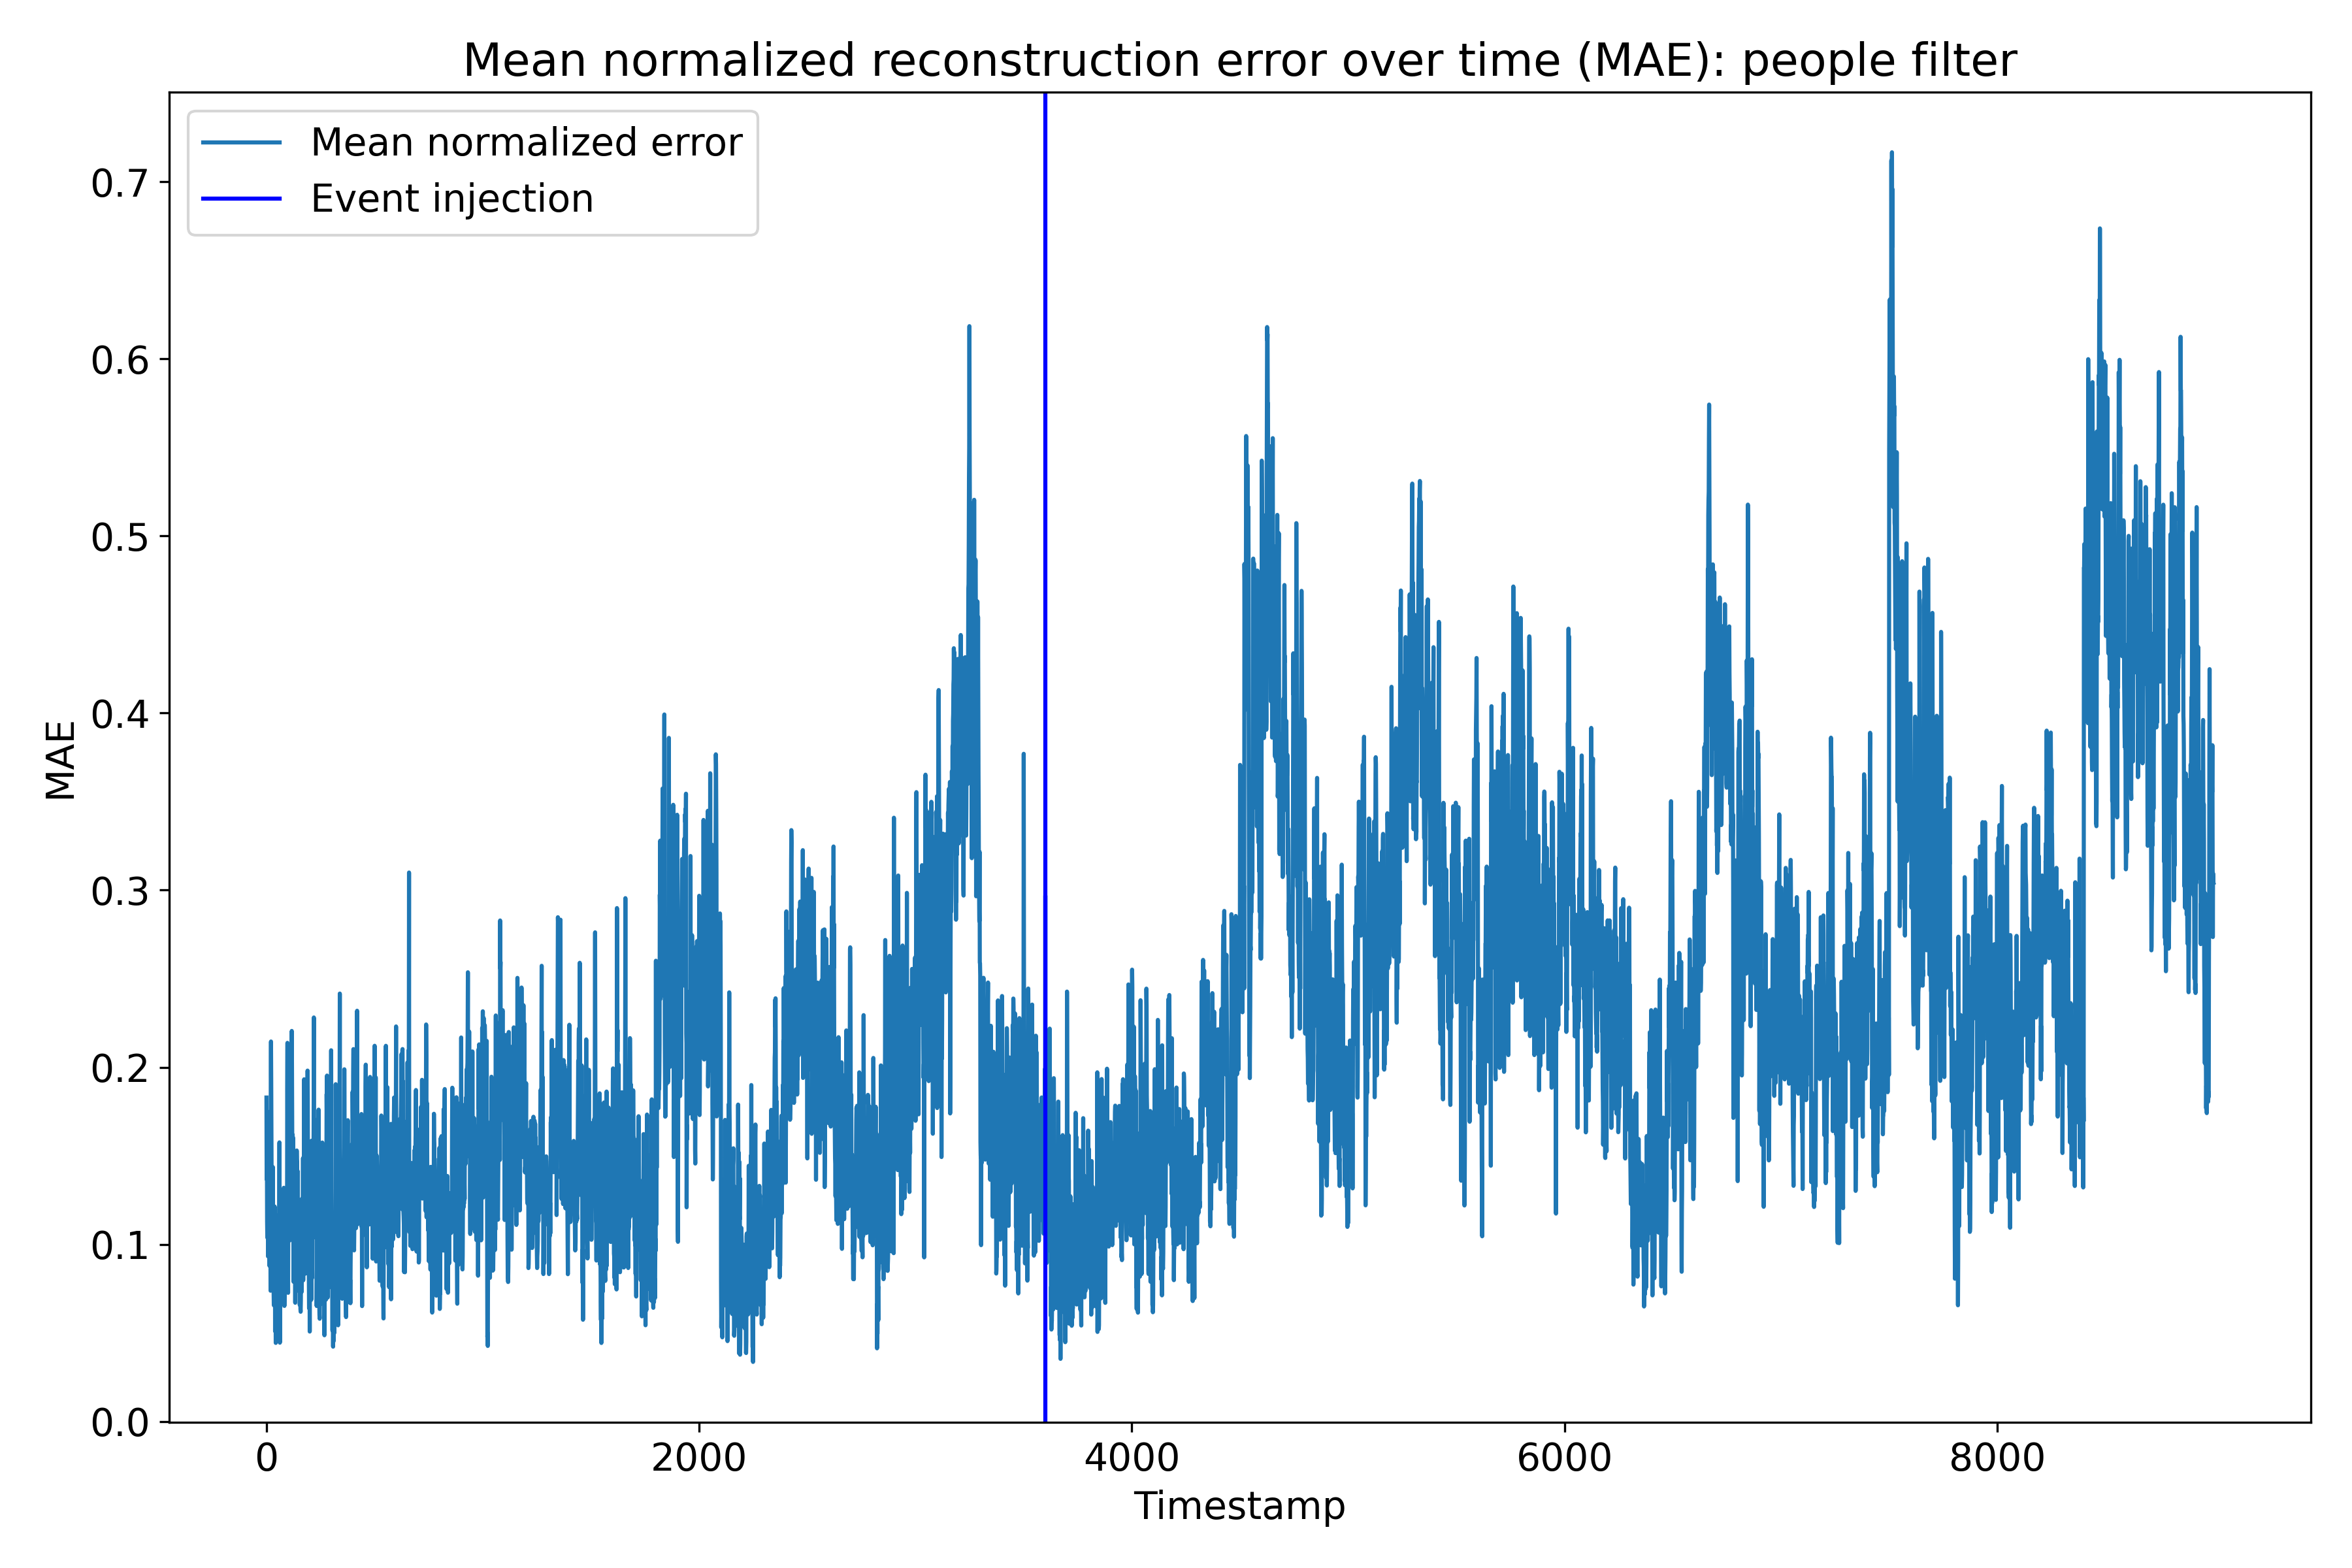 Mean normalized reconstruction error over time (MAE): people filter
Mean normalized error
Event injection
0.7
0.6
0.5
0.4
0.3
0.2
0.1
0.0
MAE
0 2000 4000 6000 8000
Timestamp